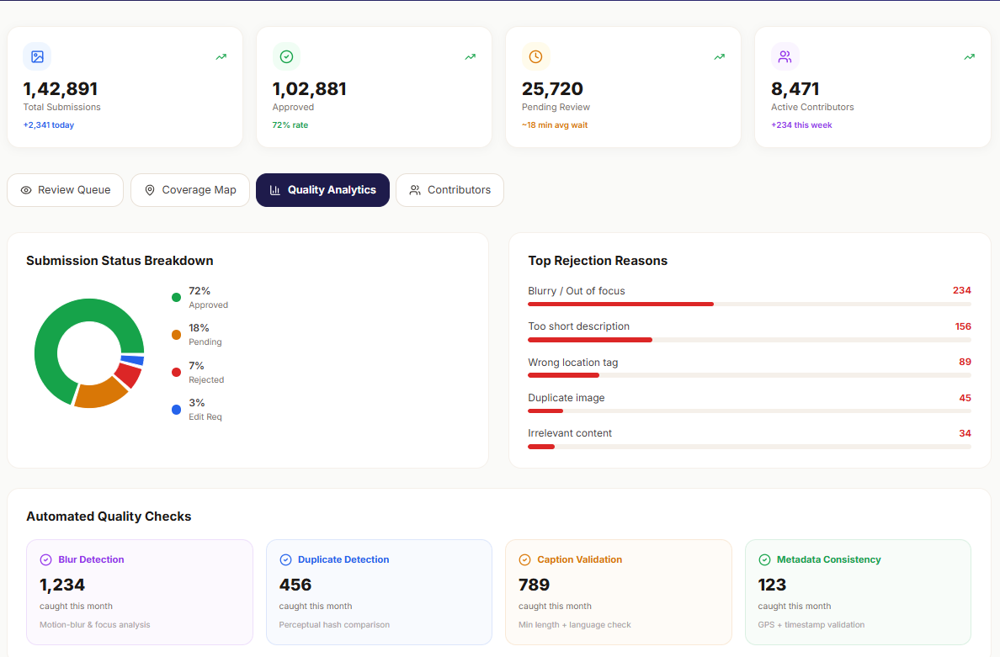 1,42,891
Total Submissions
+2,341 today
1,02,881
Approved
72% rate
25,720
Pending Review
~18 min avg wait
8,471
Active Contributors
+234 this week
Review Queue
Coverage Map
Quality Analytics
Contributors
Submission Status Breakdown
72%
Approved
18%
Pending
7%
Rejected
3%
Edit Req
Top Rejection Reasons
Blurry / Out of focus 234
Too short description 156
Wrong location tag 89
Duplicate image 45
Irrelevant content 34
Automated Quality Checks
Blur Detection
1,234
caught this month
Motion-blur & focus analysis
Duplicate Detection
456
caught this month
Perceptual hash comparison
Caption Validation
789
caught this month
Min length + language check
Metadata Consistency
123
caught this month
GPS + timestamp validation